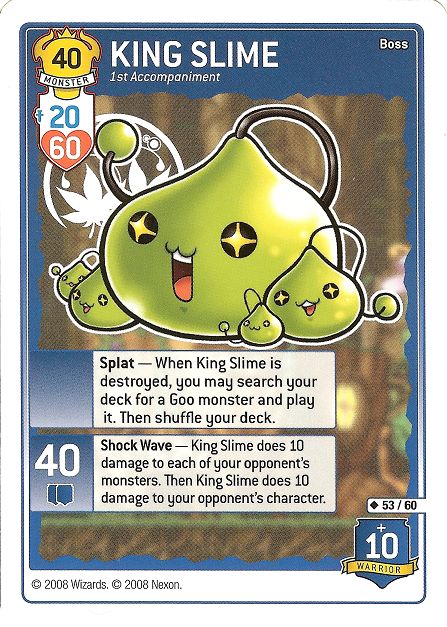 40
MONSTER
KING SLIME
Boss
1st Accompaniment
20
60
Splat — When King Slime is
destroyed, you may search your
deck for a Goo monster and play
it. Then shuffle your deck.
40
Shock Wave — King Slime does 10
damage to each of your opponent's
monsters. Then King Slime does 10
damage to your opponent's character.
◆ 53 / 60
+
10
WARRIOR
© 2008 Wizards. © 2008 Nexon.